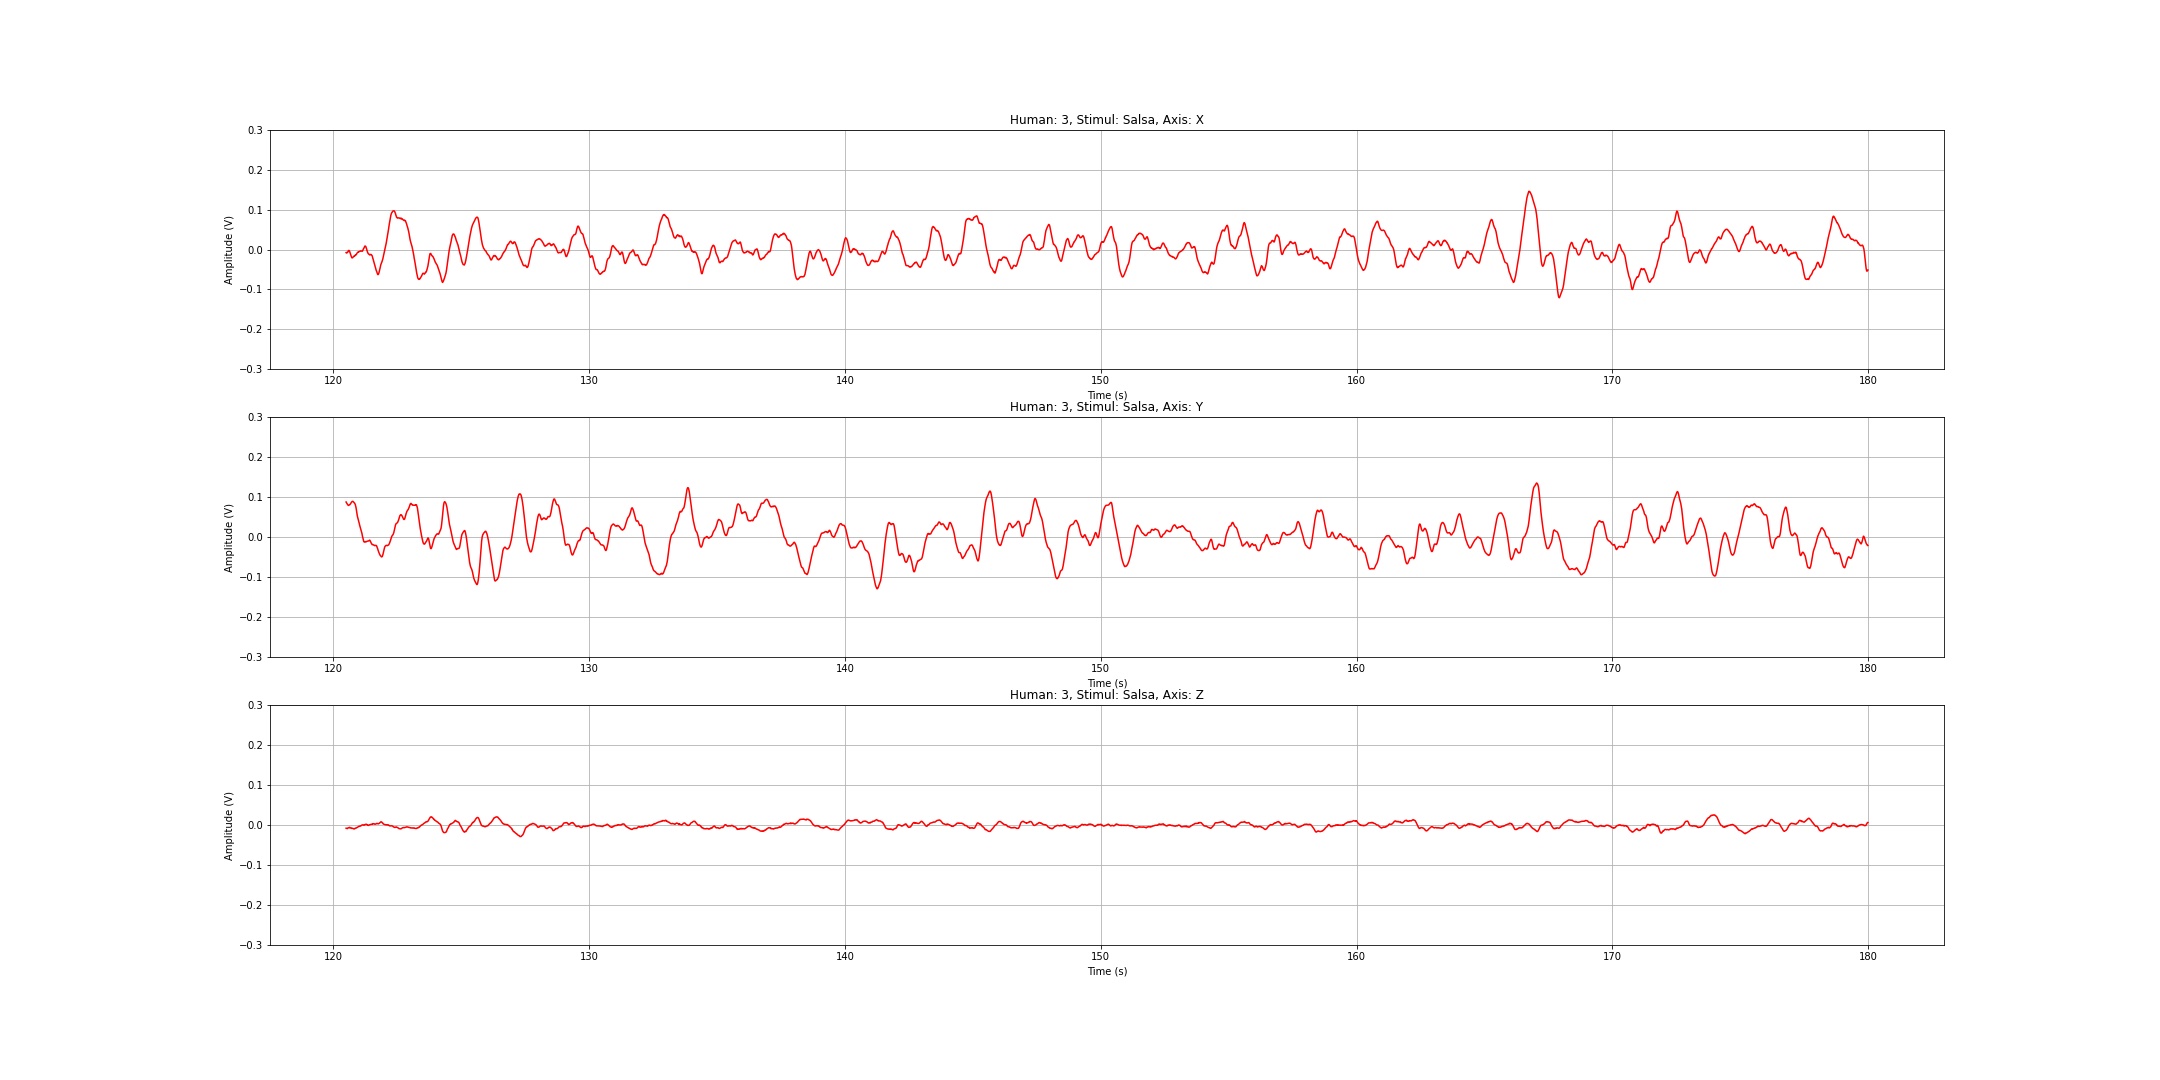 Human: 3, Stimul: Salsa, Axis: X
0.3
0.2
0.1
0.0
−0.1
−0.2
−0.3
Amplitude (V)
120 130 140 150 160 170 180
Time (s)
Human: 3, Stimul: Salsa, Axis: Y
0.3
0.2
0.1
0.0
−0.1
−0.2
−0.3
Amplitude (V)
120 130 140 150 160 170 180
Time (s)
Human: 3, Stimul: Salsa, Axis: Z
0.3
0.2
0.1
0.0
−0.1
−0.2
−0.3
Amplitude (V)
120 130 140 150 160 170 180
Time (s)